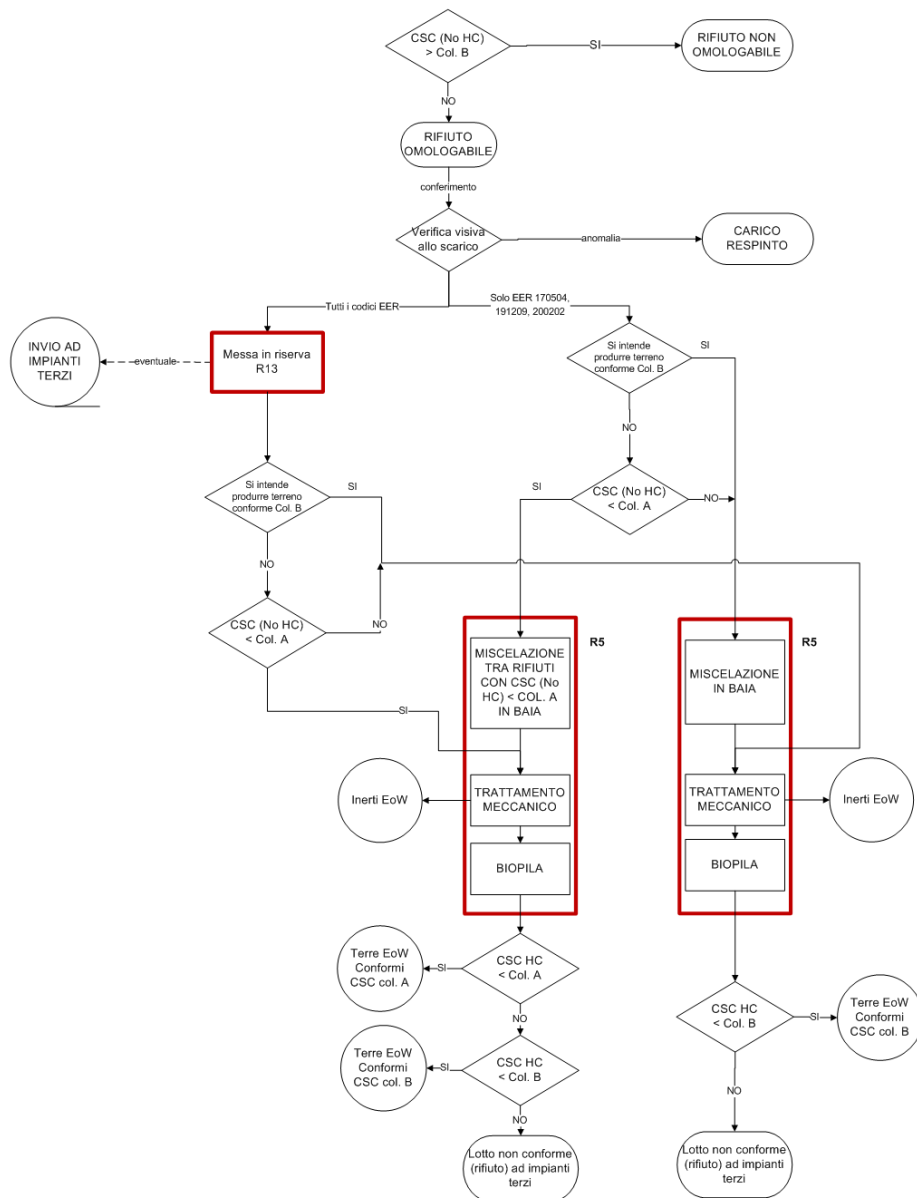 CSC (No HC)
> Col. B
SI
RIFIUTO NON
OMOLOGABILE
NO
RIFIUTO
OMOLOGABILE
conferimento
Verifica visiva
allo scarico
anomalia
CARICO
RESPINTO
Tutti i codici EER
Solo EER 170504,
191209, 200202
INVIO AD
IMPIANTI
TERZI
eventuale
Messa in riserva
R13
Si intende
produrre terreno
conforme Col. B
SI
NO
CSC (No HC)
< Col. A
SI
NO
Si intende
produrre terreno
conforme Col. B
SI
NO
CSC (No HC)
< Col. A
NO
SI
MISCELAZIONE
TRA RIFIUTI
CON CSC (No
HC) < COL. A
IN BAIA
R5
MISCELAZIONE
IN BAIA
R5
Inerti EoW
TRATTAMENTO
MECCANICO
TRATTAMENTO
MECCANICO
Inerti EoW
BIOPILA
BIOPILA
Terre EoW
Conformi
CSC col. A
SI
CSC HC
< Col. A
NO
Terre EoW
Conformi
CSC col. B
SI
CSC HC
< Col. B
NO
Lotto non conforme
(rifiuto) ad impianti
terzi
CSC HC
< Col. B
SI
Terre EoW
Conformi
CSC col. B
NO
Lotto non conforme
(rifiuto) ad impianti
terzi